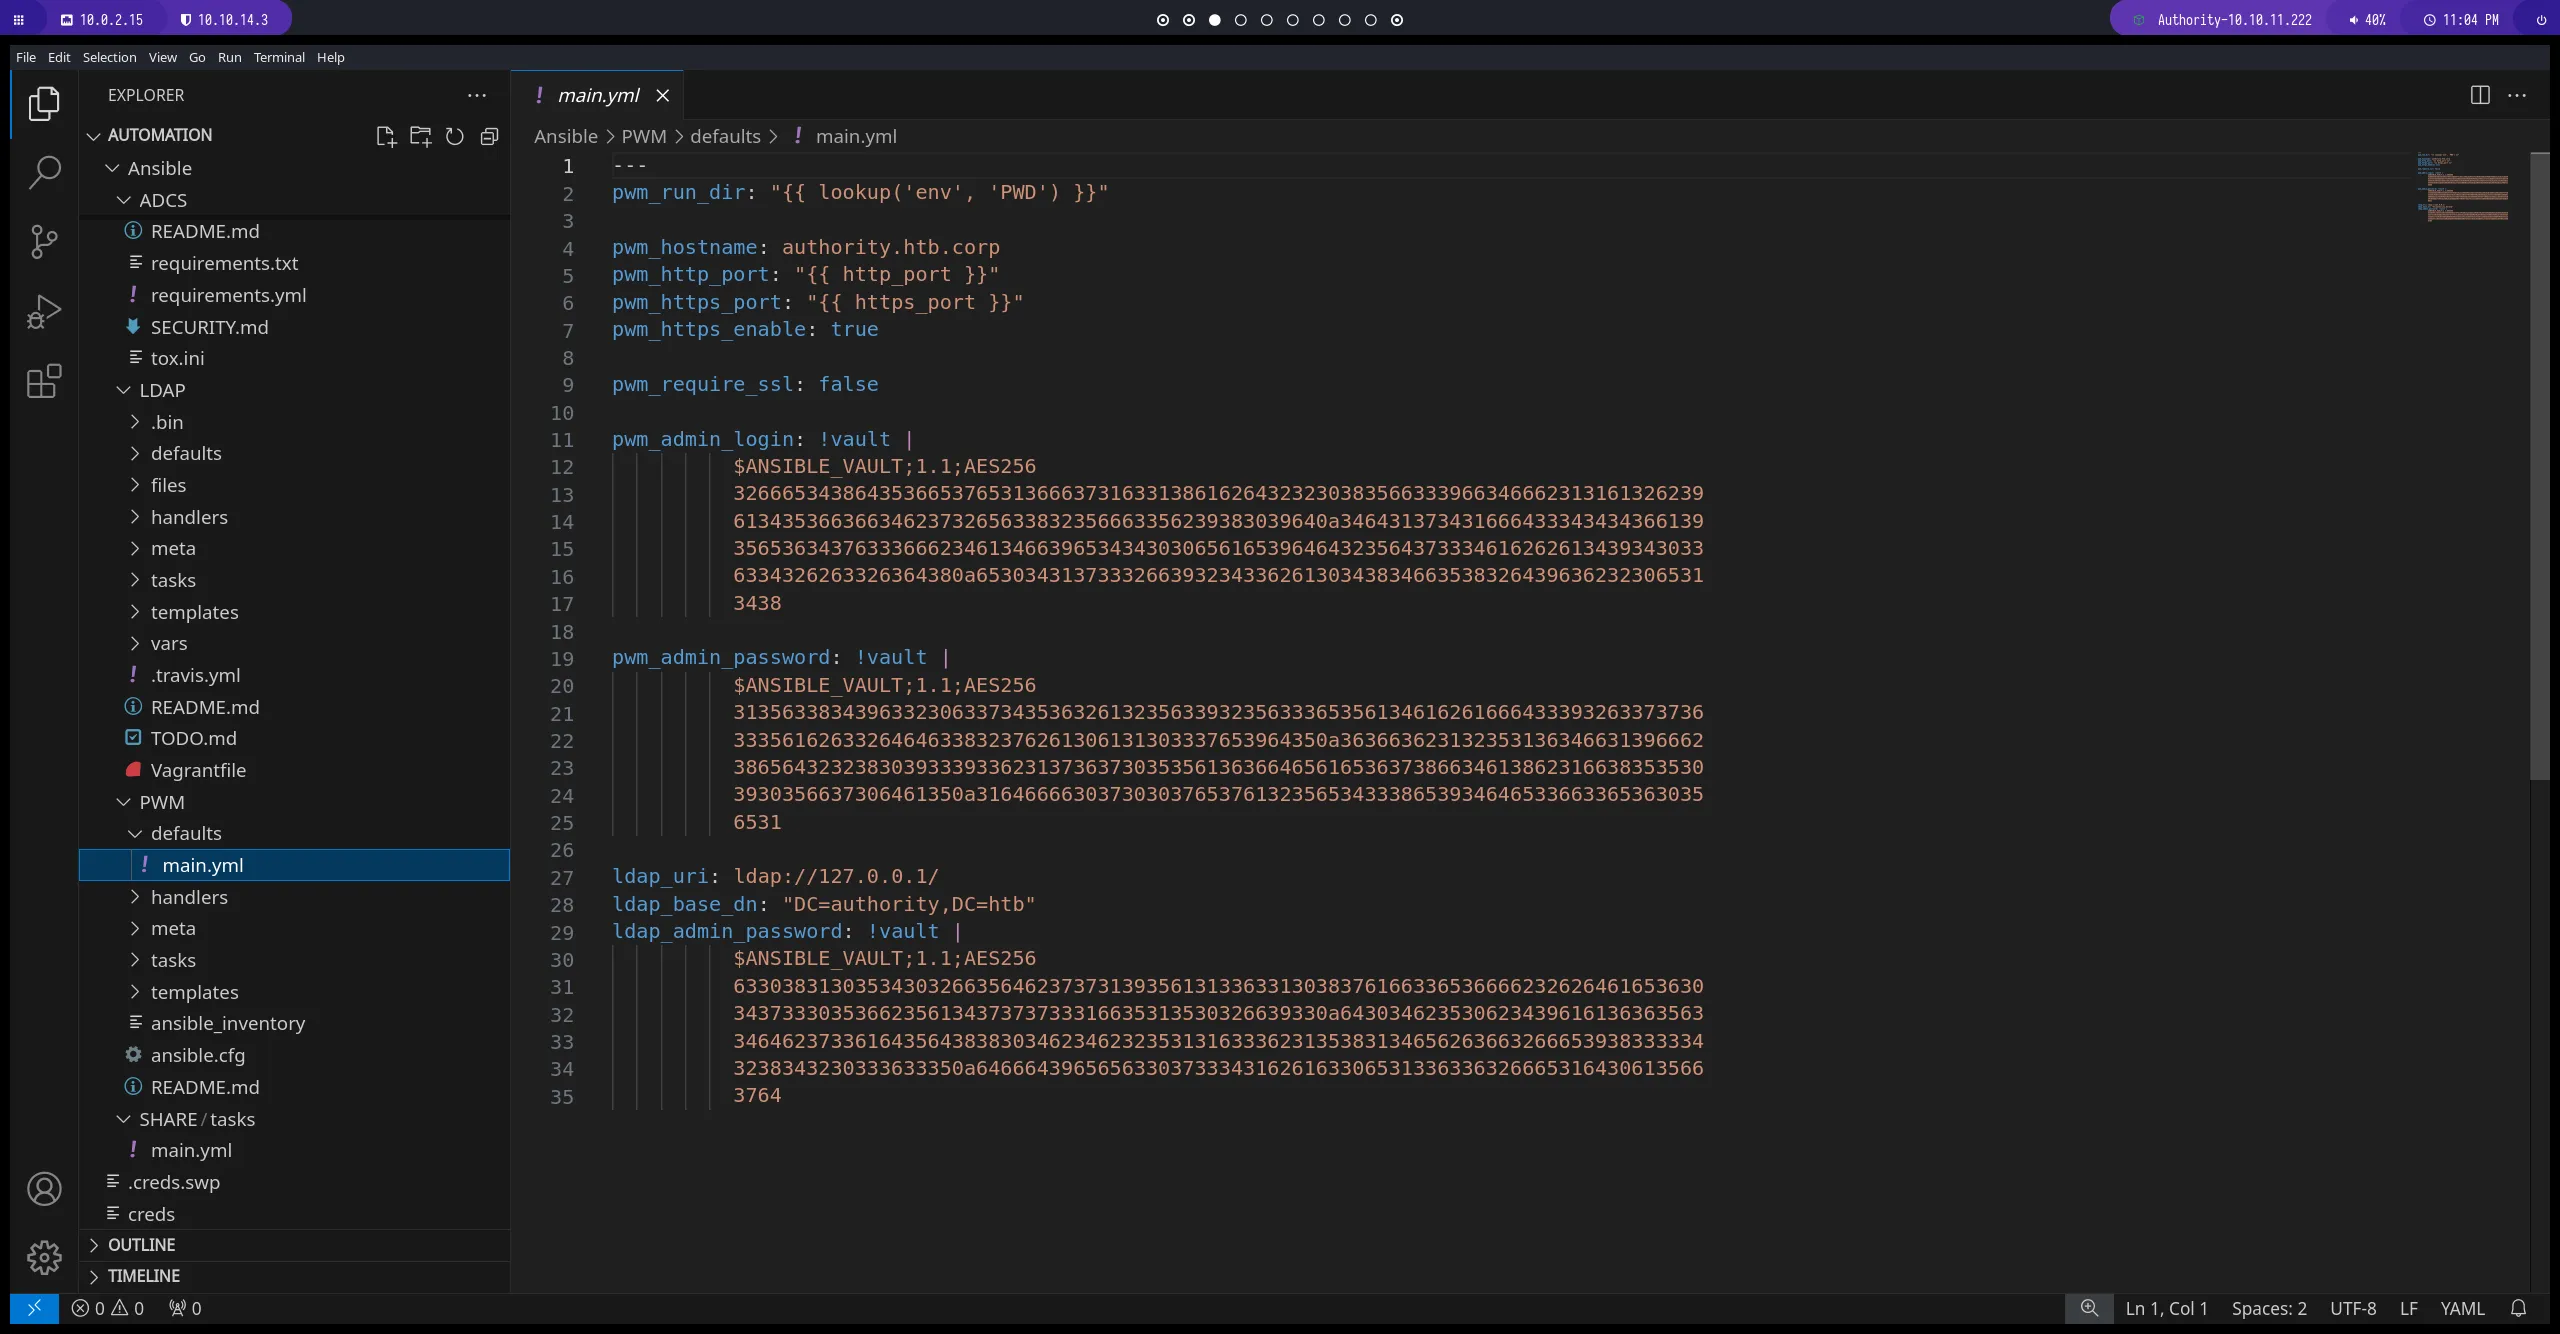 10.0.2.15 10.10.14.3 Authority-10.10.11.222 40% 11:04 PM
File Edit Selection View Go Run Terminal Help
EXPLORER
AUTOMATION
Ansible
ADCS
README.md
requirements.txt
requirements.yml
SECURITY.md
tox.ini
LDAP
.bin
defaults
files
handlers
meta
tasks
templates
vars
.travis.yml
README.md
TODO.md
Vagrantfile
PWM
defaults
main.yml
handlers
meta
tasks
templates
ansible_inventory
ansible.cfg
README.md
SHARE/tasks
main.yml
.creds.swp
creds
OUTLINE
TIMELINE
! main.yml
Ansible > PWM > defaults > ! main.yml
1 ---
2 pwm_run_dir: "{{ lookup('env', 'PWD') }}"
3
4 pwm_hostname: authority.htb.corp
5 pwm_http_port: "{{ http_port }}"
6 pwm_https_port: "{{ https_port }}"
7 pwm_https_enable: true
8
9 pwm_require_ssl: false
10
11 pwm_admin_login: !vault |
12 $ANSIBLE_VAULT;1.1;AES256
13 32666534386435366537653136663731633138616264323230383566333966346662313161326239
14 6134353663663462373265633832356663356239383039640a346431373431666433343434366139
15 35653634376333666234613466396534343030656165396464323564373334616262613439343033
16 6334326263326364380a653034313733326639323433626130343834663538326439636232306531
17 3438
18
19 pwm_admin_password: !vault |
20 $ANSIBLE_VAULT;1.1;AES256
21 31356338343963323063373435363261323563393235633365356134616261666433393263373736
22 3335616263326464633832376261306131303337653964350a363663623132353136346631396662
23 38656432323830393339336231373637303535613636646561653637386634613862316638353530
24 3930356637306461350a316466663037303037653761323565343338653934646533663365363035
25 6531
26
27 ldap_uri: ldap://127.0.0.1/
28 ldap_base_dn: "DC=authority,DC=htb"
29 ldap_admin_password: !vault |
30 $ANSIBLE_VAULT;1.1;AES256
31 63303831303534303266356462373731393561313363313038376166336536666232626461653630
32 3437333035366235613437373733316635313530326639330a643034623530623439616136363563
33 34646237336164356438383034623462323531316333623135383134656263663266653938333334
34 3238343230333633350a646664396565633037333431626163306531336336326665316430613566
35 3764
0 0 0 Ln 1, Col 1 Spaces: 2 UTF-8 LF YAML